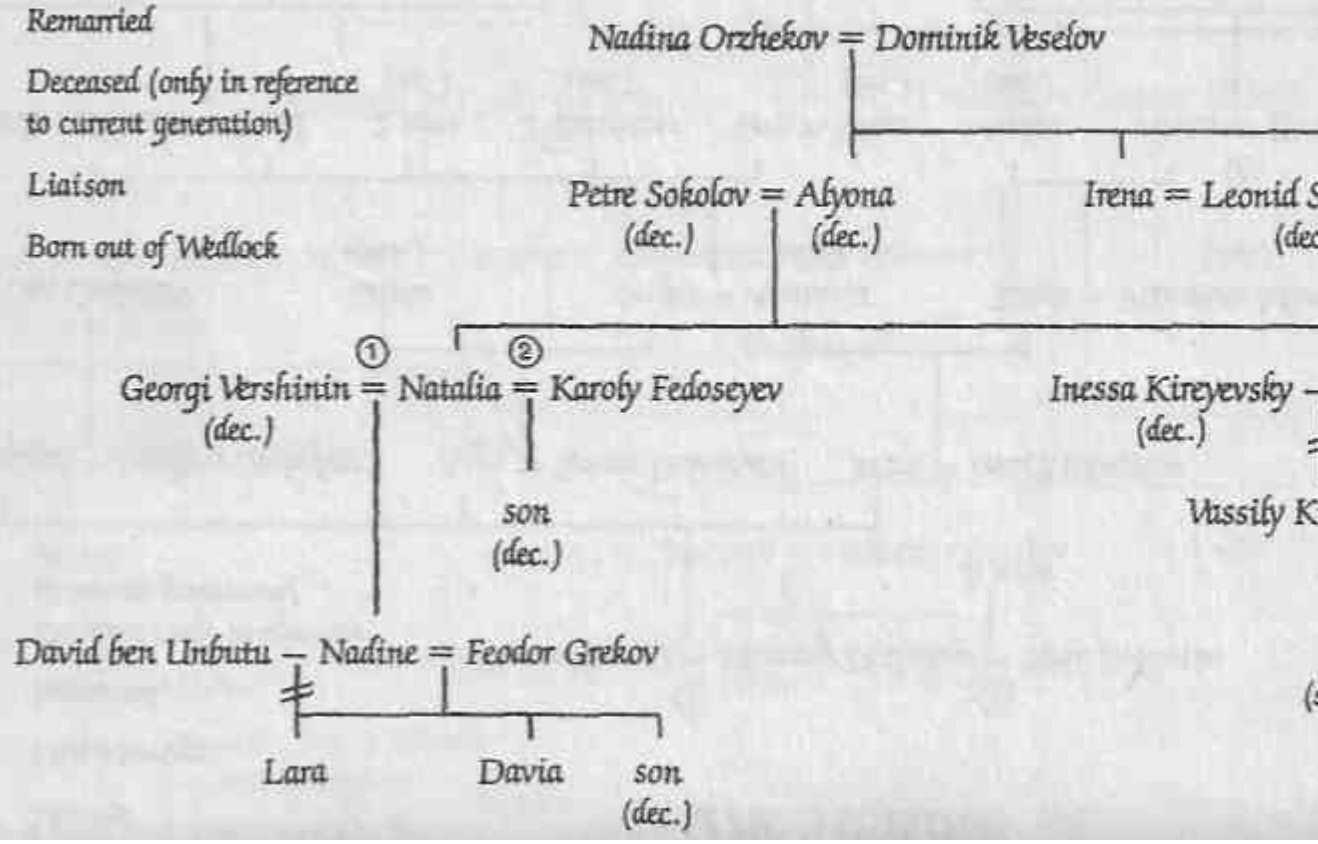 Remarried
Nadina Orzhekov = Dominik Veselov
Deceased (only in reference
to current generation)
Liaison
Born out of Wedlock
Petre Sokolov = Alyona
(dec.) (dec.)
Irena = Leonid
① ②
Georgi Vershinin = Natalia = Karoly Fedoseyev
(dec.)
son
(dec.)
Inessa Kireyevsky –
(dec.)
Vassily
David ben Unbutu – Nadine = Feodor Grekov
Lara Davia son
(dec.)